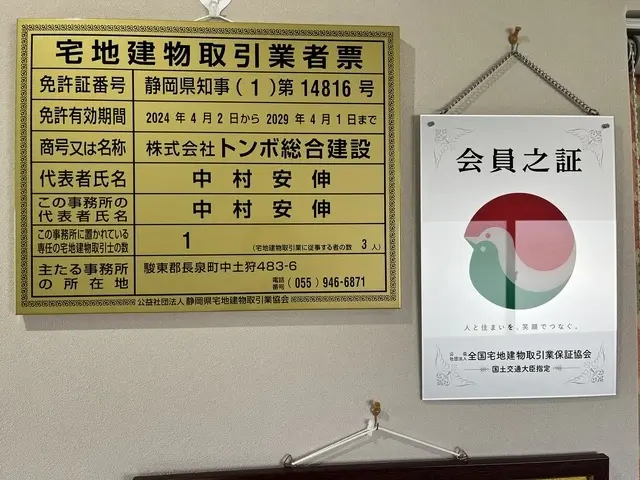 宅地建物取引業者票
免許証番号 静岡県知事(1)第14816号
免許有効期間 2024年4月2日から2029年4月1日まで
商号又は名称 株式会社トンボ総合建設
代表者氏名 中村安伸
この事務所の
代表者氏名 中村安伸
この事務所に置かれている
専任の宅地建物取引士の数 1 (宅地建物取引業に従事する者の数 3人)
主たる事務所
の所在地 駿東郡長泉町中土狩483-6
電話
番号 (055)946-6871
公益社団法人 静岡県宅地建物取引業協会
会員之証
人と住まいを、笑顔でつなぐ。
公益
社団法人 全国宅地建物取引業保証協会
国土交通大臣指定